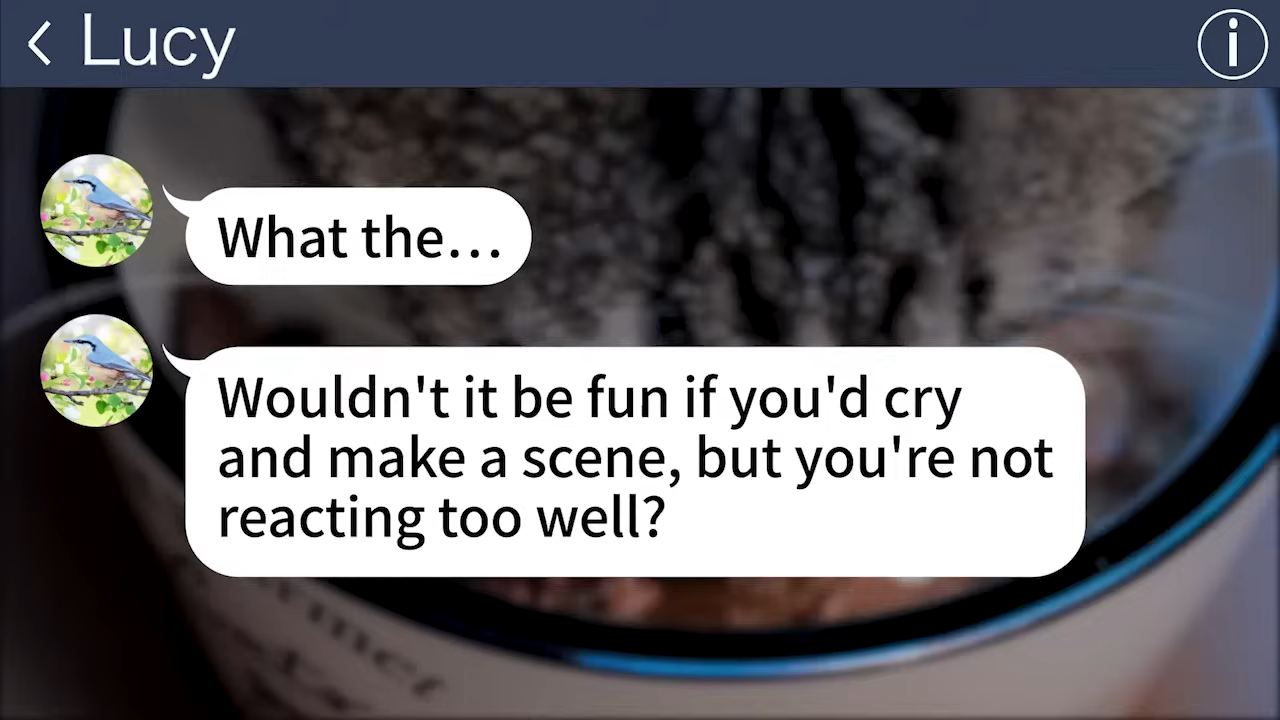 Lucy
What the...
Wouldn't it be fun if you'd cry
and make a scene, but you're not
reacting too well?